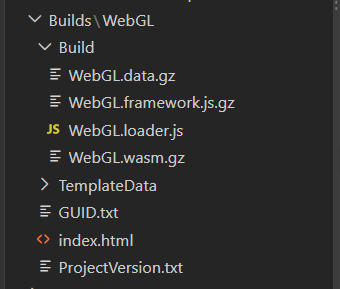 Builds\WebGL
Build
WebGL.data.gz
WebGL.framework.js.gz
JS WebGL.loader.js
WebGL.wasm.gz
TemplateData
GUID.txt
<> index.html
ProjectVersion.txt